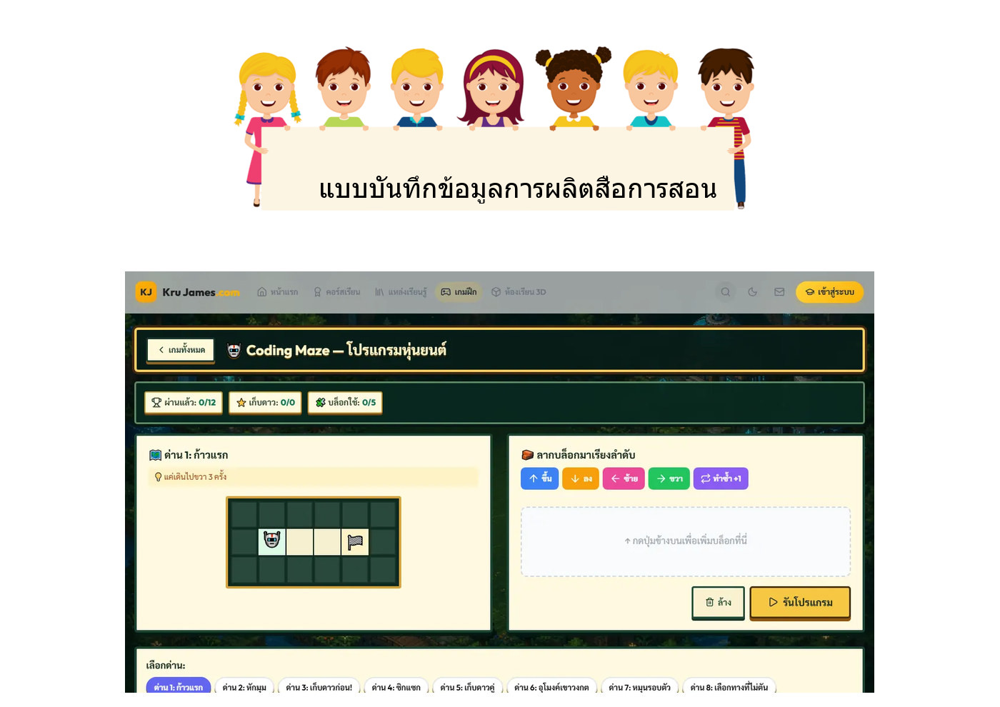 แบบบันทึกข้อมูลการผลิตสื่อการสอน
KJ Kru James.com หน้าแรก คอร์สเรียน แหล่งเรียนรู้ เกมฝึก ห้องเรียน 3D เข้าสู่ระบบ
เกมทั้งหมด Coding Maze — โปรแกรมหุ่นยนต์
ผ่านแล้ว: 0/12 เก็บดาว: 0/0 บล็อกใช้: 0/5
ด่าน 1: ก้าวแรก
แค่เดินไปขวา 3 ครั้ง
ลากบล็อกมาเรียงลำดับ
↑ ขึ้น ↓ ลง ← ซ้าย → ขวา ทำซ้ำ +1
↑ กดปุ่มข้างบนเพื่อเพิ่มบล็อกที่นี่
ล้าง รันโปรแกรม
เลือกด่าน:
ด่าน 1: ก้าวแรก ด่าน 2: หักมุม ด่าน 3: เก็บดาวก่อน! ด่าน 4: ซิกแซก ด่าน 5: เก็บดาวคู่ ด่าน 6: อุโมงค์เขาวงกต ด่าน 7: หมุนรอบตัว ด่าน 8: เลือกทางที่ไม่ตัน